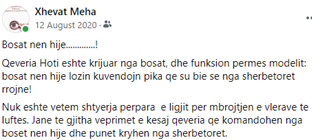 Xhevat Meha
12 August 2020
Bosat nen hije.............!
Qeveria Hoti eshte krijuar nga bosat, dhe funksion permes modelit:
bosat nen hije lozin kuvendojn pika qe su bie se nga sherbetoret
rrojne!
Nuk eshte vetem shtyerja perpara e ligjit per mbrojtjen e vlerave te
luftes. Jane te gjitha veprimet e kesaj qeveria qe komandohen nga
boset nen hije dhe punet kryhen nga sherbetoret.